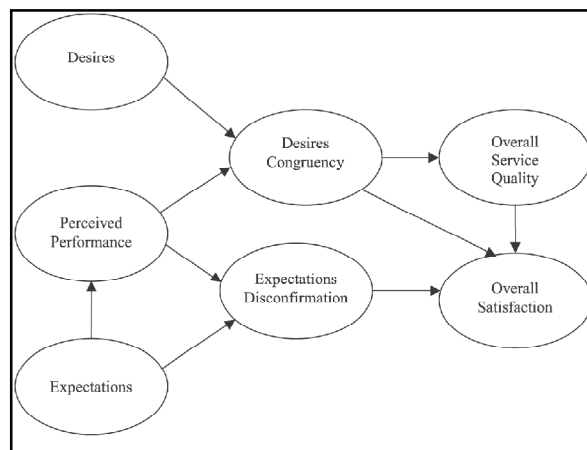 Desires
Desires
Congruency
Overall
Service
Quality
Perceived
Performance
Expectations
Disconfirmation
Overall
Satisfaction
Expectations